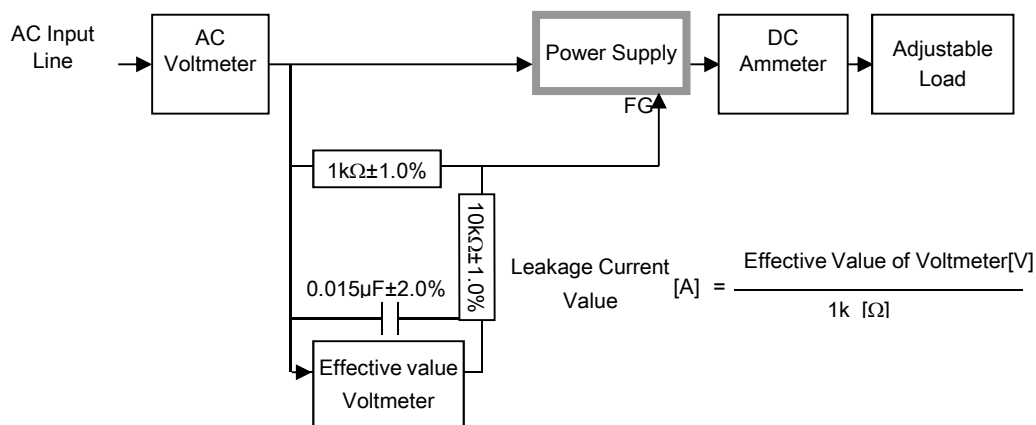 AC Input
Line
AC
Voltmeter
Power Supply
DC
Ammeter
Adjustable
Load
FG
1kΩ±1.0%
10kΩ±1.0%
0.015µF±2.0%
Effective value
Voltmeter
Leakage Current
Value
[A] =
Effective Value of Voltmeter[V]
1k [Ω]